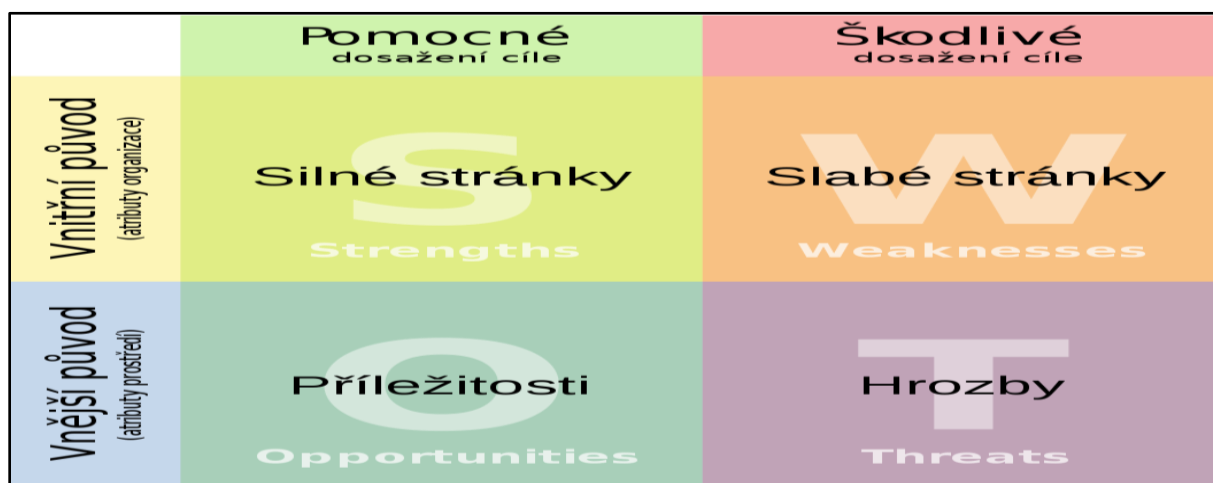 Pomocné
dosažení cíle
Škodlivé
dosažení cíle
Vnitřní původ
(atributy organizace)
S
Silné stránky
Strengths
W
Slabé stránky
Weaknesses
Vnější původ
(atributy prostředí)
O
Příležitosti
Opportunities
T
Hrozby
Threats